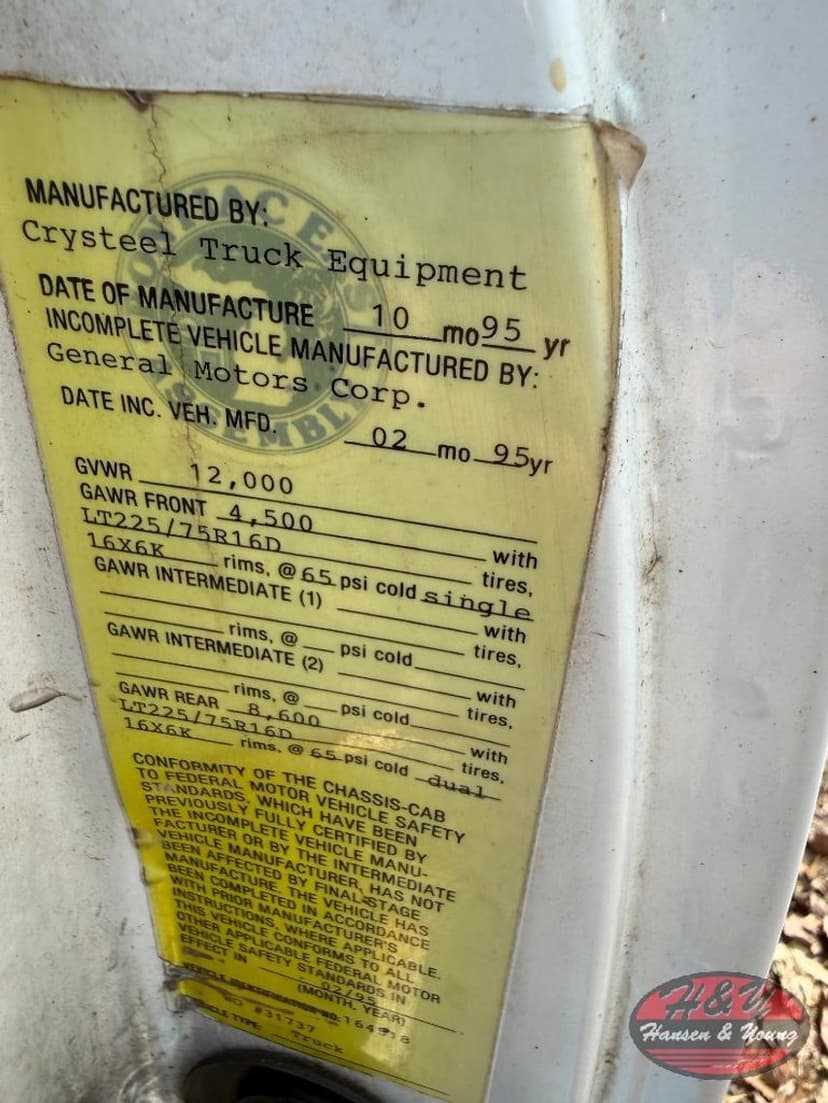 MANUFACTURED BY:
Crysteel Truck Equipment
DATE OF MANUFACTURE 10 mo 95 yr
INCOMPLETE VEHICLE MANUFACTURED BY:
General Motors Corp.
DATE INC. VEH. MFD. 02 mo 95 yr
GVWR 12,000
GAWR FRONT 4,500 with
LT225/75R16D tires,
16X6K rims, @ 65 psi cold single
GAWR INTERMEDIATE (1) with
tires,
rims, @ psi cold
GAWR INTERMEDIATE (2) with
tires,
rims, @ psi cold
GAWR REAR 8,600 with
LT225/75R16D tires,
16X6K rims, @ 65 psi cold dual
CONFORMITY OF THE CHASSIS-CAB
TO FEDERAL MOTOR VEHICLE SAFETY
STANDARDS, WHICH HAVE BEEN
PREVIOUSLY FULLY CERTIFIED BY
THE INCOMPLETE VEHICLE MANU-
FACTURER OR BY THE INTERMEDIATE
VEHICLE MANUFACTURER, HAS NOT
BEEN AFFECTED BY FINAL-STAGE
MANUFACTURE. THE VEHICLE HAS
BEEN COMPLETED IN ACCORDANCE
WITH PRIOR MANUFACTURER'S
INSTRUCTIONS, WHERE APPLICABLE.
THIS VEHICLE CONFORMS TO ALL
OTHER APPLICABLE FEDERAL MOTOR
VEHICLE SAFETY STANDARDS IN
EFFECT IN 02/95
(MONTH, YEAR)
NO #31737
TYPE: Truck
H&Y
Hansen & Young